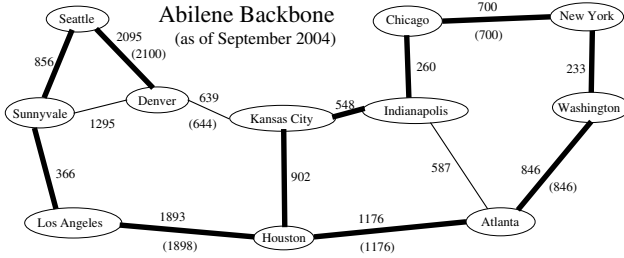 Abilene Backbone
(as of September 2004)
Seattle
Chicago
700
(700)
New York
2095
(2100)
856
260
233
Sunnyvale
Denver
639
(644)
Kansas City
548
Indianapolis
Washington
1295
366
902
587
846
(846)
Los Angeles
1893
(1898)
Houston
1176
(1176)
Atlanta